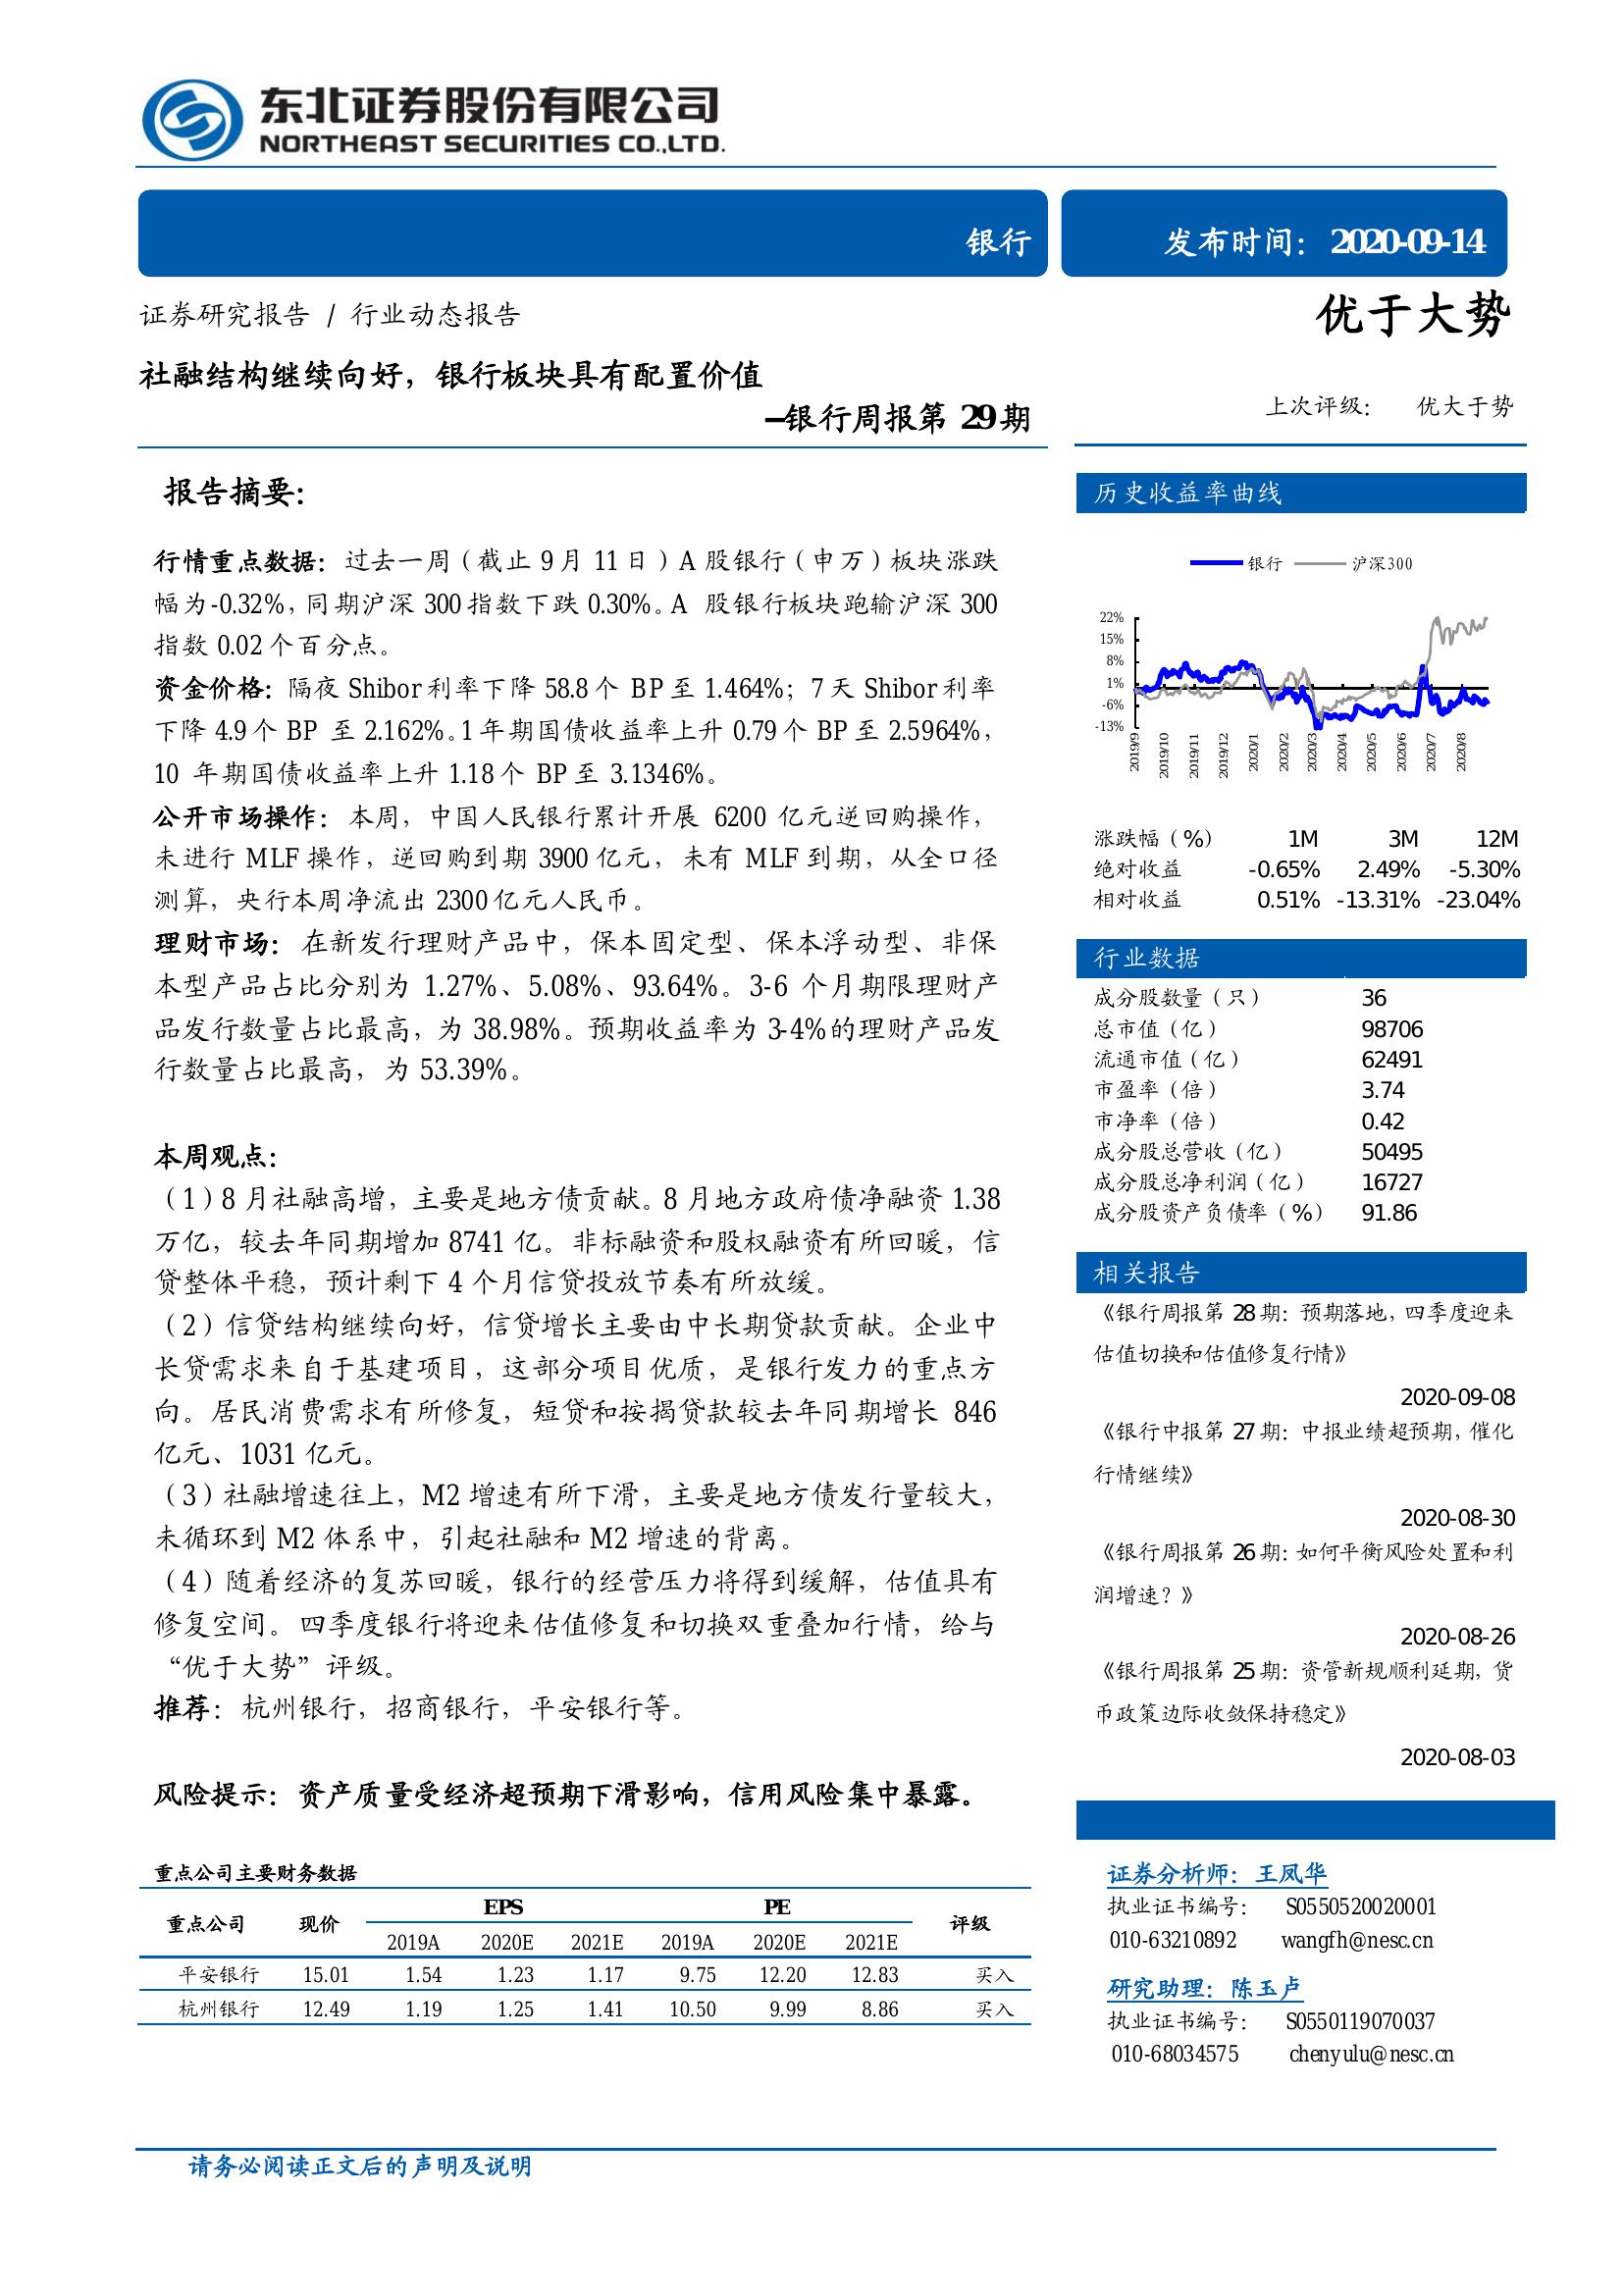 东北证券股份有限公司
NORTHEAST SECURITIES CO.,LTD.
银行
发布时间：2020-09-14
证券研究报告 / 行业动态报告
优于大势
社融结构继续向好，银行板块具有配置价值
---银行周报第 29 期
上次评级： 优大于势
报告摘要：
行情重点数据：过去一周（截止 9 月 11 日）A 股银行（申万）板块涨跌
幅为-0.32%，同期沪深 300 指数下跌 0.30%。A 股银行板块跑输沪深 300
指数 0.02 个百分点。
资金价格：隔夜 Shibor 利率下降 58.8 个 BP 至 1.464%；7 天 Shibor 利率
下降 4.9 个 BP 至 2.162%。1 年期国债收益率上升 0.79 个 BP 至 2.5964%，
10 年期国债收益率上升 1.18 个 BP 至 3.1346%。
公开市场操作：本周，中国人民银行累计开展 6200 亿元逆回购操作，
未进行 MLF 操作，逆回购到期 3900 亿元，未有 MLF 到期，从全口径
测算，央行本周净流出 2300 亿元人民币。
理财市场：在新发行理财产品中，保本固定型、保本浮动型、非保
本型产品占比分别为 1.27%、5.08%、93.64%。3-6 个月期限理财产
品发行数量占比最高，为 38.98%。预期收益率为 3-4%的理财产品发
行数量占比最高，为 53.39%。
本周观点：
（1）8 月社融高增，主要是地方债贡献。8 月地方政府债净融资 1.38
万亿，较去年同期增加 8741 亿。非标融资和股权融资有所回暖，信
贷整体平稳，预计剩下 4 个月信贷投放节奏有所放缓。
（2）信贷结构继续向好，信贷增长主要由中长期贷款贡献。企业中
长贷需求来自于基建项目，这部分项目优质，是银行发力的重点方
向。居民消费需求有所修复，短贷和按揭贷款较去年同期增长 846
亿元、1031 亿元。
（3）社融增速往上，M2 增速有所下滑，主要是地方债发行量较大，
未循环到 M2 体系中，引起社融和 M2 增速的背离。
（4）随着经济的复苏回暖，银行的经营压力将得到缓解，估值具有
修复空间。四季度银行将迎来估值修复和切换双重叠加行情，给与
“优于大势”评级。
推荐：杭州银行，招商银行，平安银行等。
风险提示：资产质量受经济超预期下滑影响，信用风险集中暴露。
重点公司主要财务数据
重点公司 现价 EPS PE 评级
2019A 2020E 2021E 2019A 2020E 2021E
平安银行 15.01 1.54 1.23 1.17 9.75 12.20 12.83 买入
杭州银行 12.49 1.19 1.25 1.41 10.50 9.99 8.86 买入
历史收益率曲线
银行 沪深300
22%
15%
8%
1%
-6%
-13%
2019/9 2019/10 2019/11 2019/12 2020/1 2020/2 2020/3 2020/4 2020/5 2020/6 2020/7 2020/8
涨跌幅（%） 1M 3M 12M
绝对收益 -0.65% 2.49% -5.30%
相对收益 0.51% -13.31% -23.04%
行业数据
成分股数量（只） 36
总市值（亿） 98706
流通市值（亿） 62491
市盈率（倍） 3.74
市净率（倍） 0.42
成分股总营收（亿） 50495
成分股总净利润（亿） 16727
成分股资产负债率（%） 91.86
相关报告
《银行周报第 28 期：预期落地，四季度迎来
估值切换和估值修复行情》
2020-09-08
《银行中报第 27 期：中报业绩超预期，催化
行情继续》
2020-08-30
《银行周报第 26 期：如何平衡风险处置和利
润增速？》
2020-08-26
《银行周报第 25 期：资管新规顺利延期，货
币政策边际收敛保持稳定》
2020-08-03
证券分析师：王凤华
执业证书编号： S0550520020001
010-63210892 wangfh@nesc.cn
研究助理：陈玉卢
执业证书编号： S0550119070037
010-68034575 chenyulu@nesc.cn
请务必阅读正文后的声明及说明